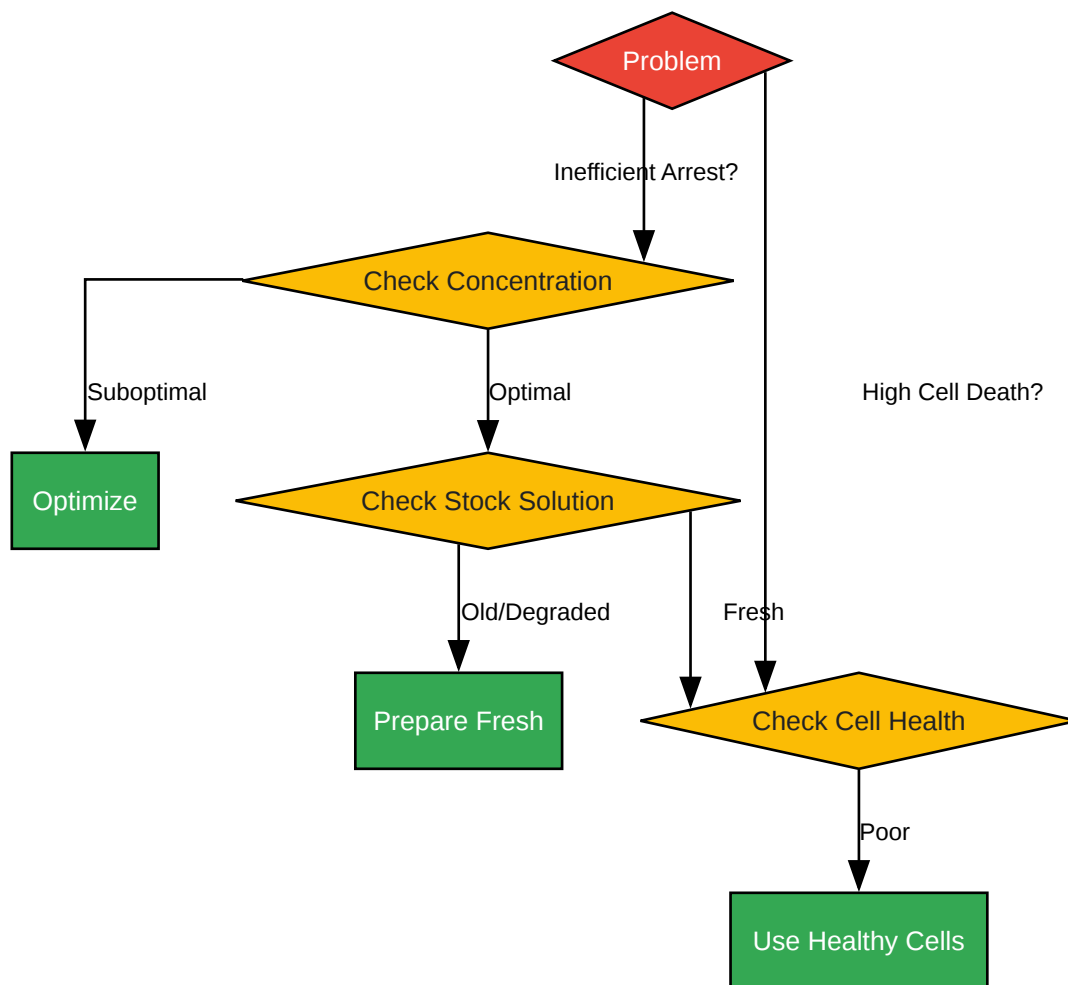 Problem
Inefficient Arrest?
Check Concentration
Suboptimal
Optimal
High Cell Death?
Optimize
Check Stock Solution
Old/Degraded
Fresh
Prepare Fresh
Check Cell Health
Poor
Use Healthy Cells